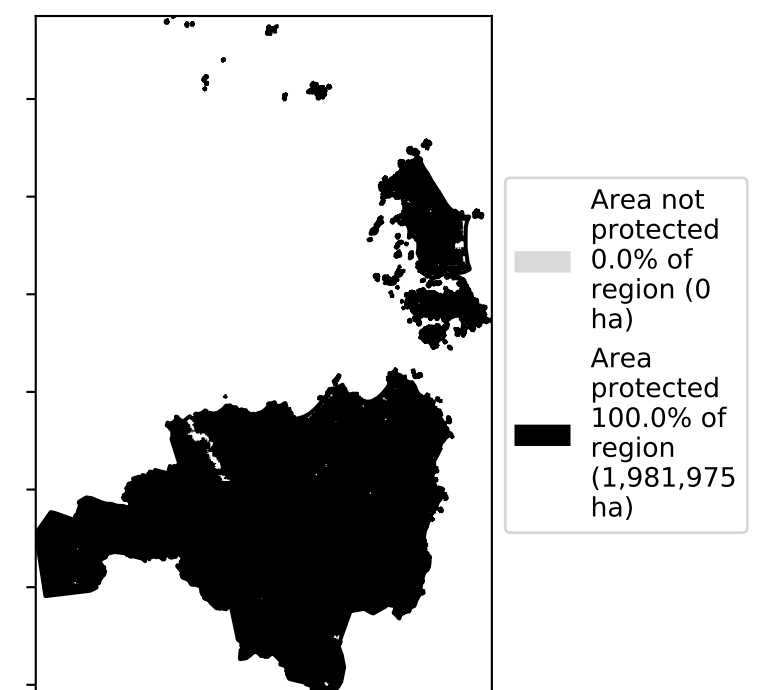 Area not
protected
0.0% of
region (0
ha)
Area
protected
100.0% of
region
(1,981,975
ha)